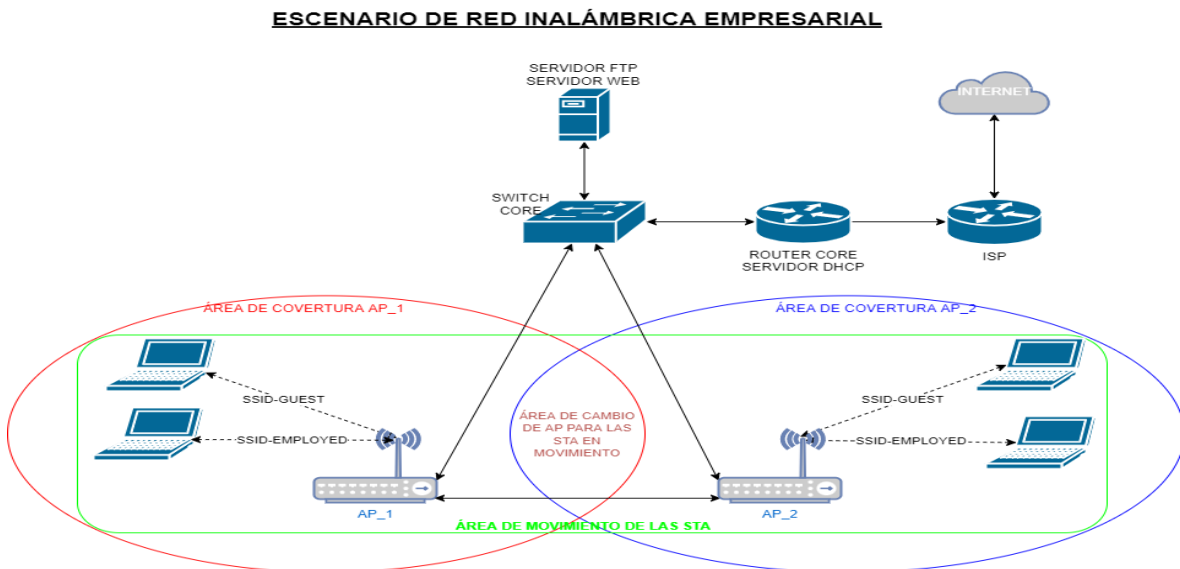 ESCENARIO DE RED INALÁMBRICA EMPRESARIAL
SERVIDOR FTP
SERVIDOR WEB
INTERNET
SWITCH
CORE
ROUTER CORE
SERVIDOR DHCP
ISP
ÁREA DE COVERTURA AP_1
ÁREA DE COVERTURA AP_2
SSID-GUEST
SSID-EMPLOYED
ÁREA DE CAMBIO
DE AP PARA LAS
STA EN
MOVIMIENTO
SSID-GUEST
SSID-EMPLOYED
AP_1
AP_2
ÁREA DE MOVIMIENTO DE LAS STA